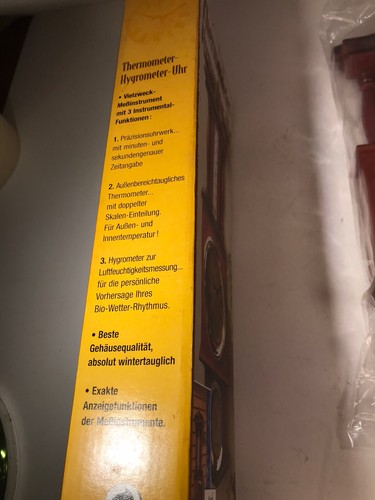 Thermometer-
Hygrometer-Uhr
• Vielzweck-
Meßinstrument
mit 3 Instrumental-
Funktionen:
1. Präzisionsuhrwerk...
mit minuten- und
sekundengenauer
Zeitangabe
2. Außenbereichtaugliches
Thermometer...
mit doppelter
Skalen-Einteilung.
Für Außen- und
Innentemperatur!
3. Hygrometer zur
Luftfeuchtigkeitsmessung...
für die persönliche
Vorhersage Ihres
Bio-Wetter-Rhythmus.
• Beste
Gehäusequalität,
absolut wintertauglich
• Exakte
Anzeigefunktionen
der Meßinstrumente.